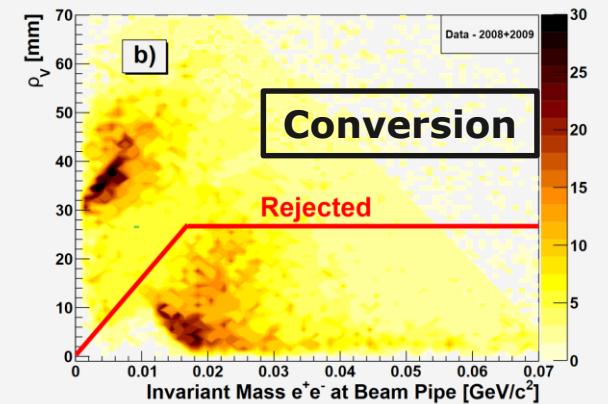 ρ_V [mm]
70
60
50
40
30
20
10
0
b)
Data - 2008+2009
Conversion
Rejected
0 0.01 0.02 0.03 0.04 0.05 0.06 0.07
Invariant Mass e⁺e⁻ at Beam Pipe [GeV/c²]
30
25
20
15
10
5
0